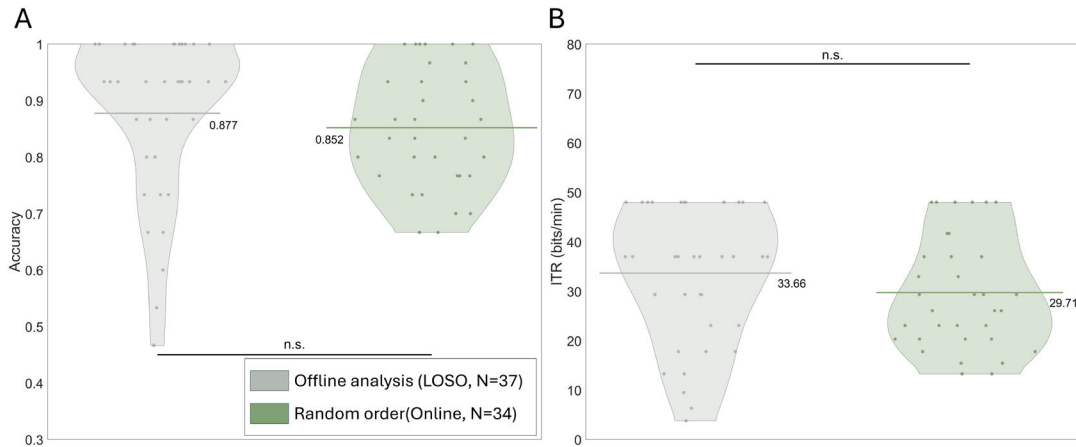 A
1
0.9
0.8
0.7
0.6
0.5
0.4
0.3
Accuracy
0.877
0.852
n.s.
Offline analysis (LOSO, N=37)
Random order(Online, N=34)
B
80
70
60
50
40
30
20
10
0
ITR (bits/min)
n.s.
33.66
29.71